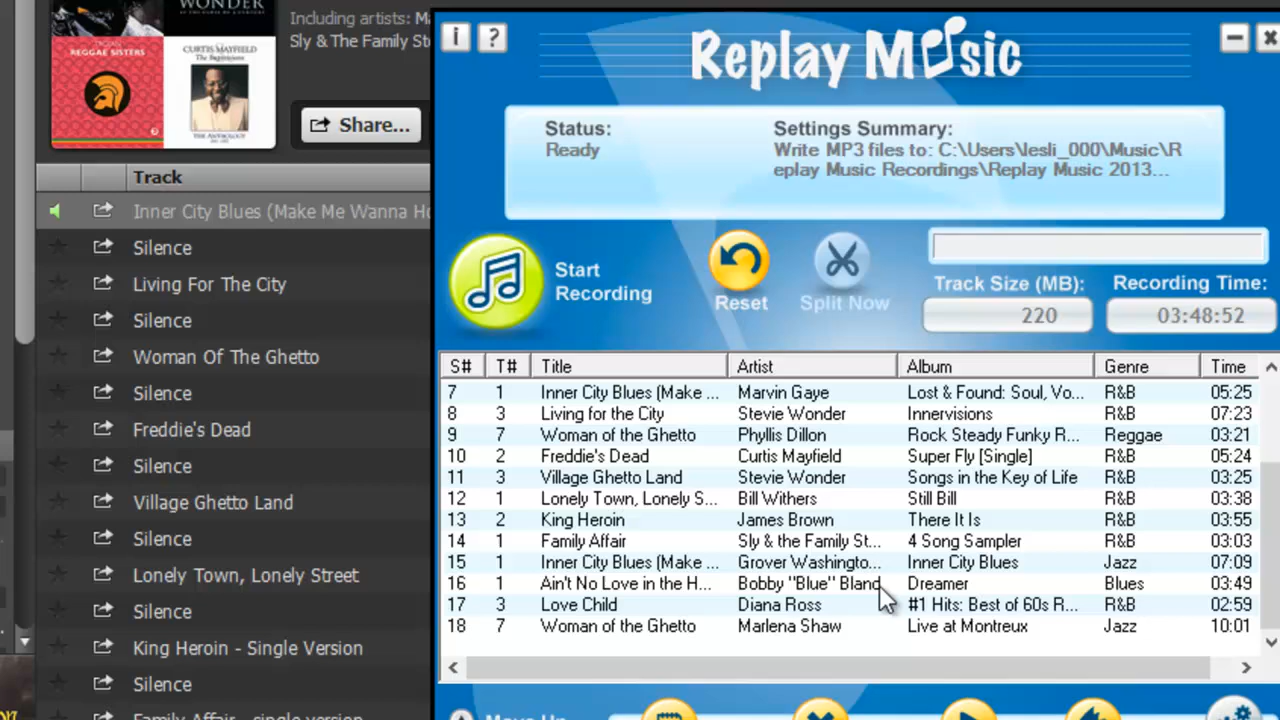 WONDER
REGGAE SISTERS
CURTIS MAYFIELD
Including artists: Ma
Sly & The Family Sto
Share...
Track
Inner City Blues (Make Me Wanna Ho
Silence
Living For The City
Silence
Woman Of The Ghetto
Silence
Freddie's Dead
Silence
Village Ghetto Land
Silence
Lonely Town, Lonely Street
Silence
King Heroin - Single Version
Silence
Family Affair - single version
i ?
Replay Music
Status:
Ready
Settings Summary:
Write MP3 files to: C:\Users\lesli_000\Music\R
eplay Music Recordings\Replay Music 2013...
Start
Recording
Reset
Split Now
Track Size (MB):
220
Recording Time:
03:48:52
S# T# Title Artist Album Genre Time
7 1 Inner City Blues (Make ... Marvin Gaye Lost & Found: Soul, Vo... R&B 05:25
8 3 Living for the City Stevie Wonder Innervisions R&B 07:23
9 7 Woman of the Ghetto Phyllis Dillon Rock Steady Funky R... Reggae 03:21
10 2 Freddie's Dead Curtis Mayfield Super Fly [Single] R&B 05:24
11 3 Village Ghetto Land Stevie Wonder Songs in the Key of Life R&B 03:25
12 1 Lonely Town, Lonely S... Bill Withers Still Bill R&B 03:38
13 2 King Heroin James Brown There It Is R&B 03:55
14 1 Family Affair Sly & the Family St... 4 Song Sampler R&B 03:03
15 1 Inner City Blues (Make ... Grover Washingto... Inner City Blues Jazz 07:09
16 1 Ain't No Love in the H... Bobby "Blue" Bland Dreamer Blues 03:49
17 3 Love Child Diana Ross #1 Hits: Best of 60s R... R&B 02:59
18 7 Woman of the Ghetto Marlena Shaw Live at Montreux Jazz 10:01
Move Up